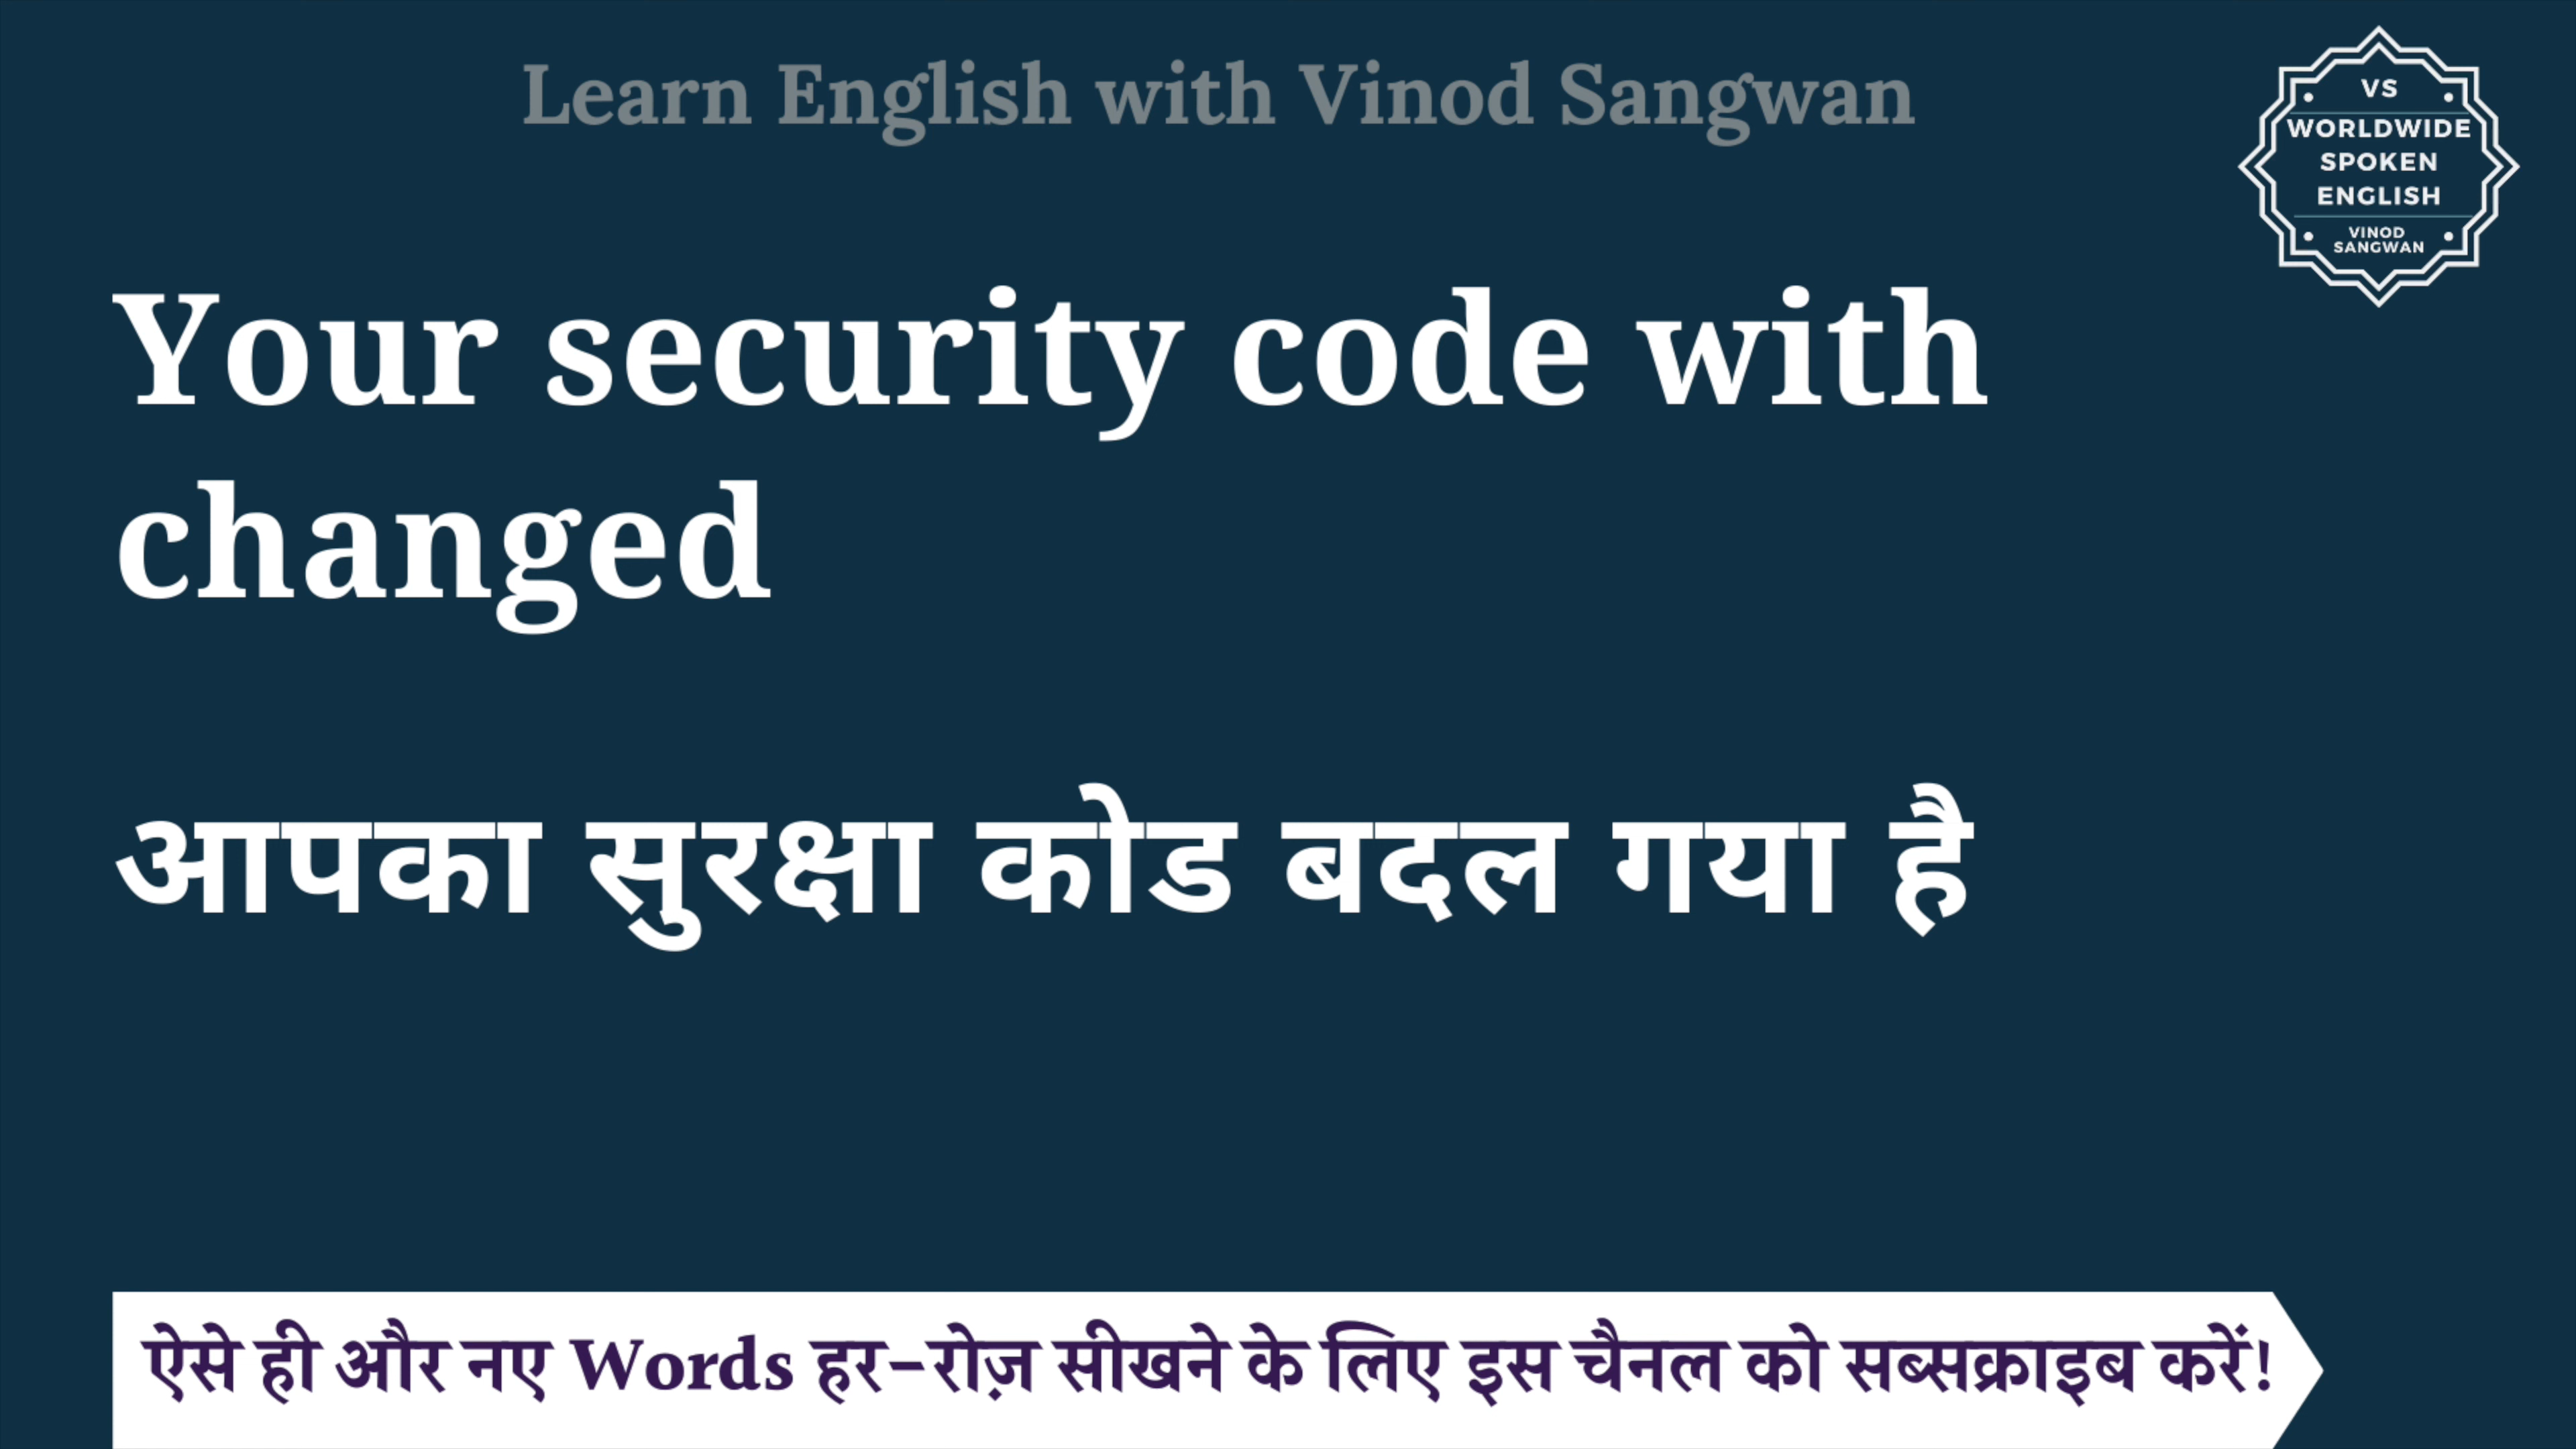 Learn English with Vinod Sangwan
VS
WORLDWIDE
SPOKEN
ENGLISH
VINOD
SANGWAN
Your security code with
changed
आपका सुरक्षा कोड बदल गया है
ऐसे ही और नए Words हर-रोज़ सीखने के लिए इस चैनल को सब्सक्राइब करें!